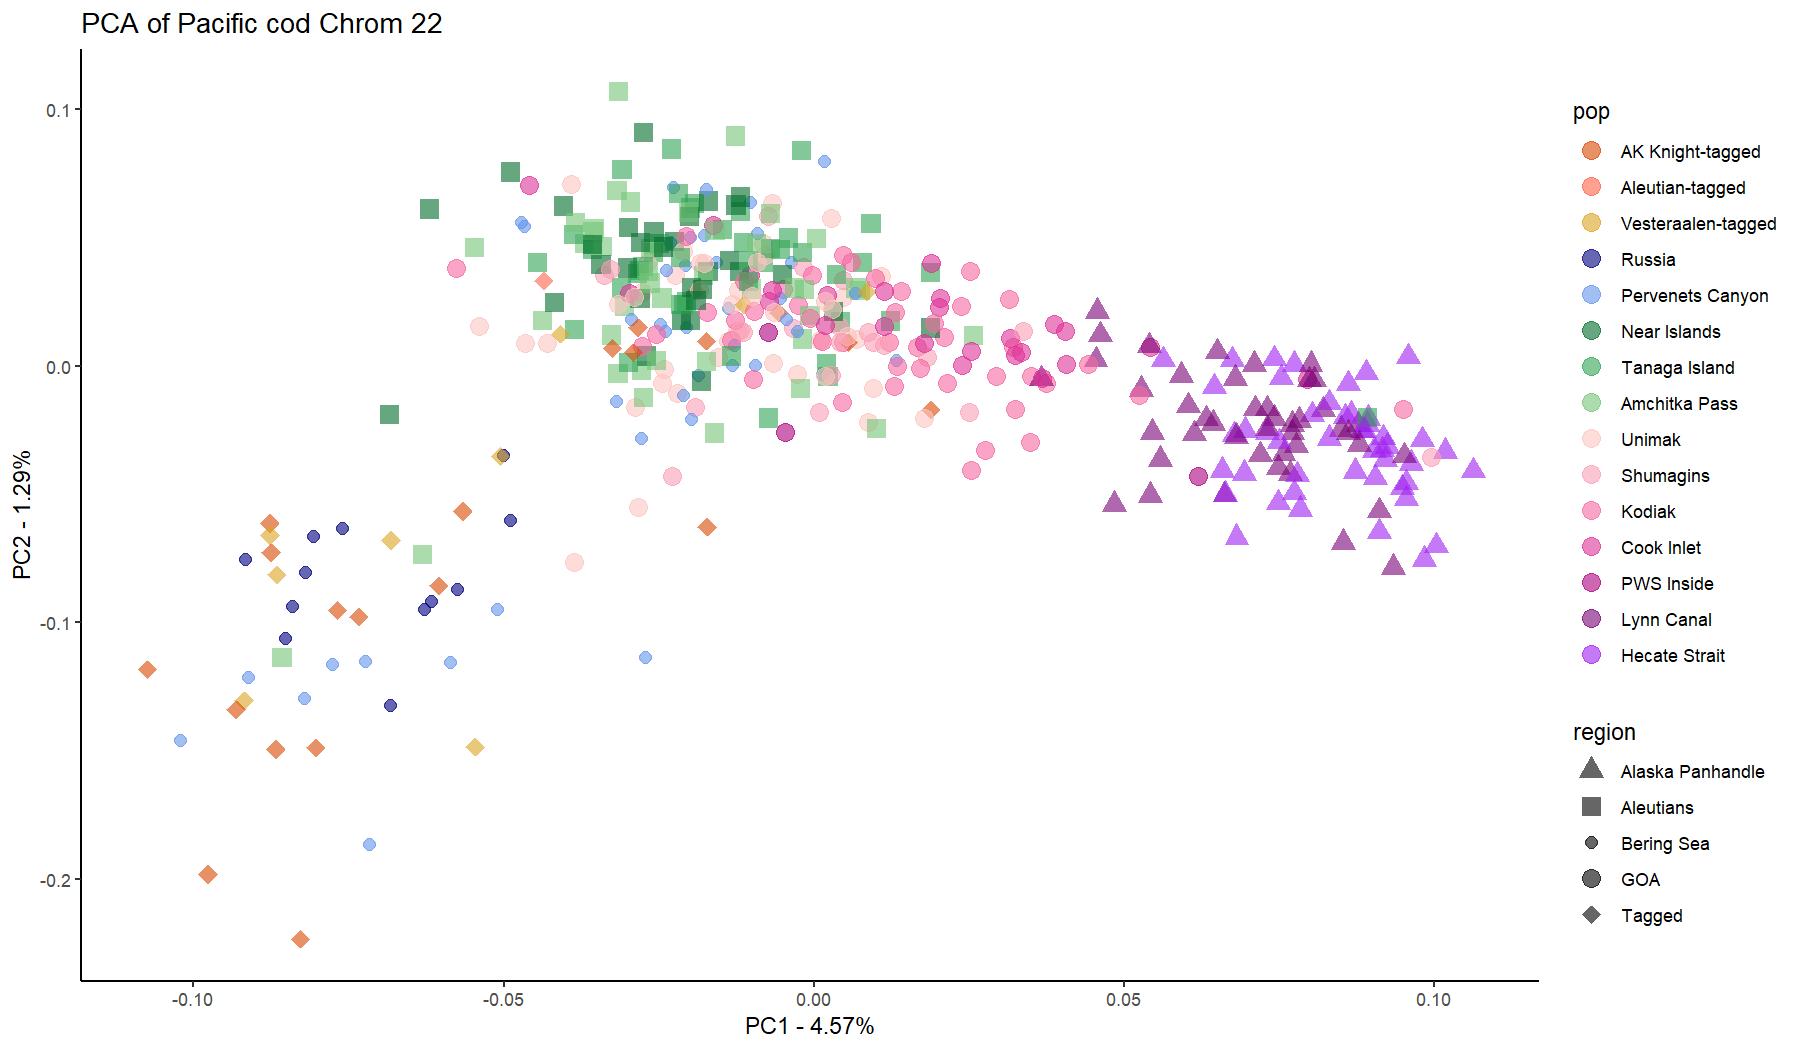 PCA of Pacific cod Chrom 22
0.1
0.0
-0.1
-0.2
PC2 - 1.29%
-0.10
-0.05
0.00
0.05
0.10
PC1 - 4.57%
pop
AK Knight-tagged
Aleutian-tagged
Vesteraalen-tagged
Russia
Pervenets Canyon
Near Islands
Tanaga Island
Amchitka Pass
Unimak
Shumagins
Kodiak
Cook Inlet
PWS Inside
Lynn Canal
Hecate Strait
region
Alaska Panhandle
Aleutians
Bering Sea
GOA
Tagged